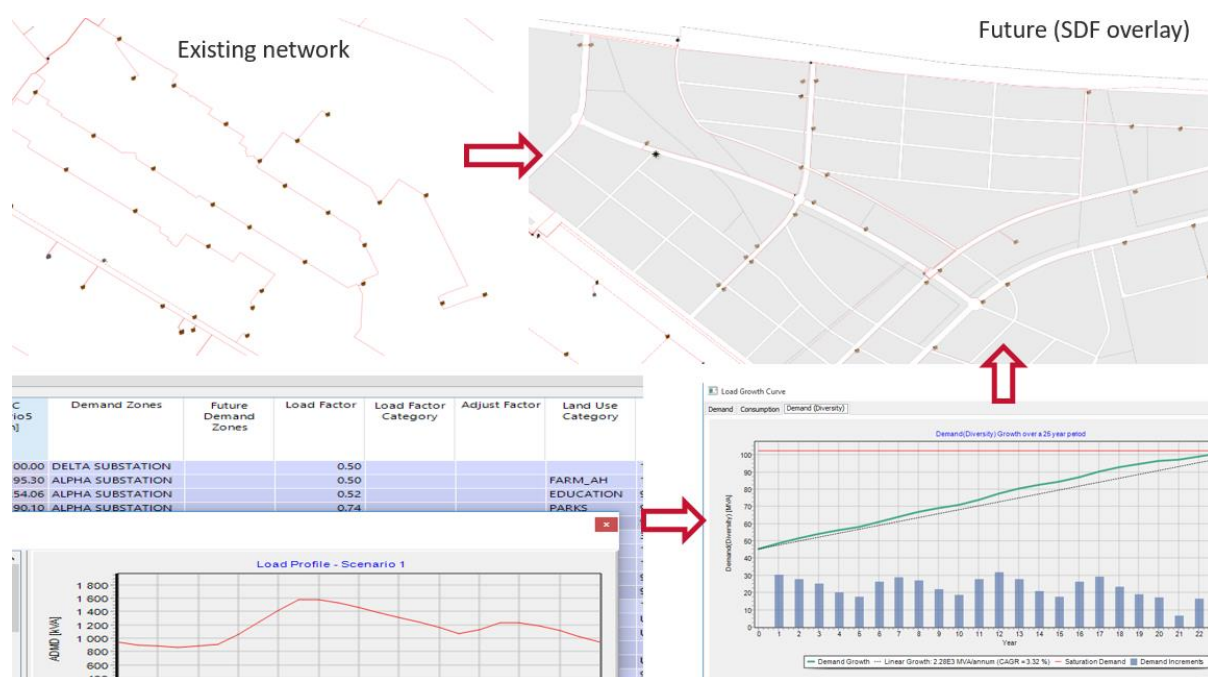 Existing network
Future (SDF overlay)
C Demand Zones Future Load Factor Load Factor Adjust Factor Land Use
io5 Demand Category Category
] Zones
00.00 DELTA SUBSTATION 0.50
95.30 ALPHA SUBSTATION 0.50 FARM_AH
54.06 ALPHA SUBSTATION 0.52 EDUCATION
90.10 ALPHA SUBSTATION 0.74 PARKS
Load Profile - Scenario 1
ADMD [kVA]
1 800
1 600
1 400
1 200
1 000
800
600
Load Growth Curve
Demand Consumption Demand (Diversity)
Demand(Diversity) Growth over a 25 year period
Demand(Diversity) [MVA]
100
90
80
70
60
50
40
30
20
10
0
0 1 2 3 4 5 6 7 8 9 10 11 12 13 14 15 16 17 18 19 20 21 22
Year
Demand Growth Linear Growth: 2.28E3 MVA/annum (CAGR = 3.32 %) Saturation Demand Demand Increments